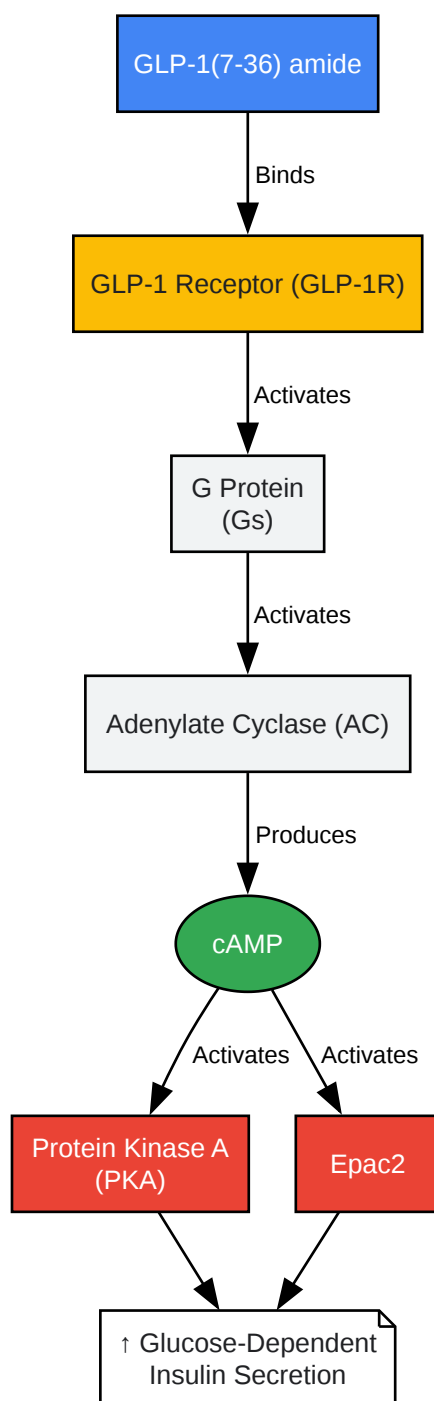 GLP-1(7-36) amide
Binds
GLP-1 Receptor (GLP-1R)
Activates
G Protein
(Gs)
Activates
Adenylate Cyclase (AC)
Produces
cAMP
Activates
Activates
Protein Kinase A
(PKA)
Epac2
↑ Glucose-Dependent
Insulin Secretion